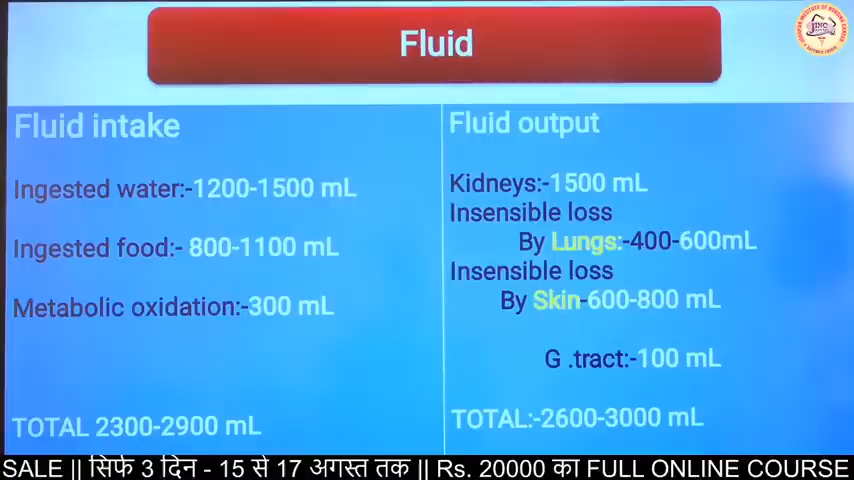 Fluid
JINC
Fluid intake
Ingested water:-1200-1500 mL
Ingested food:- 800-1100 mL
Metabolic oxidation:-300 mL
TOTAL 2300-2900 mL
Fluid output
Kidneys:-1500 mL
Insensible loss
By Lungs:-400-600mL
Insensible loss
By Skin-600-800 mL
G .tract:-100 mL
TOTAL:-2600-3000 mL
SALE || सिर्फ 3 दिन - 15 से 17 अगस्त तक || Rs. 20000 का FULL ONLINE COURSE